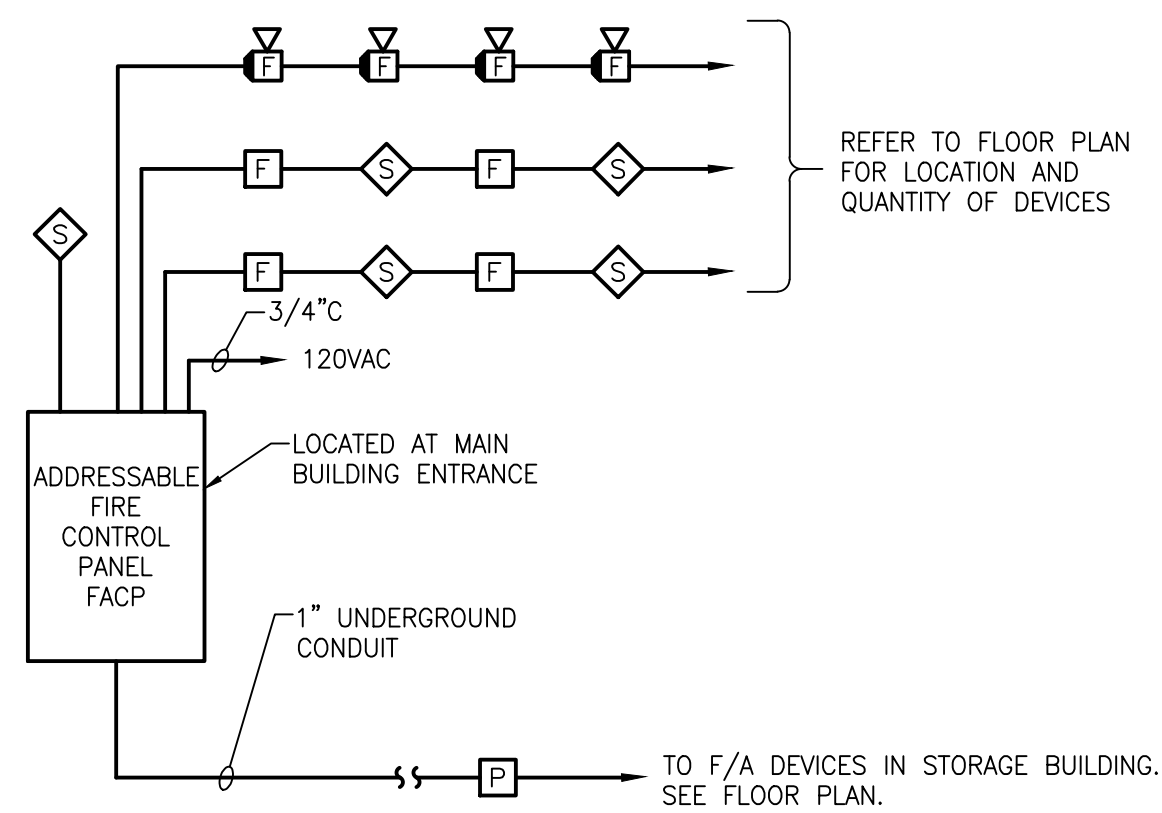 F F F F
REFER TO FLOOR PLAN
FOR LOCATION AND
QUANTITY OF DEVICES
F S F S
S
F S F S
3/4"C
120VAC
LOCATED AT MAIN
BUILDING ENTRANCE
ADDRESSABLE
FIRE
CONTROL
PANEL
FACP
1" UNDERGROUND
CONDUIT
P
TO F/A DEVICES IN STORAGE BUILDING.
SEE FLOOR PLAN.